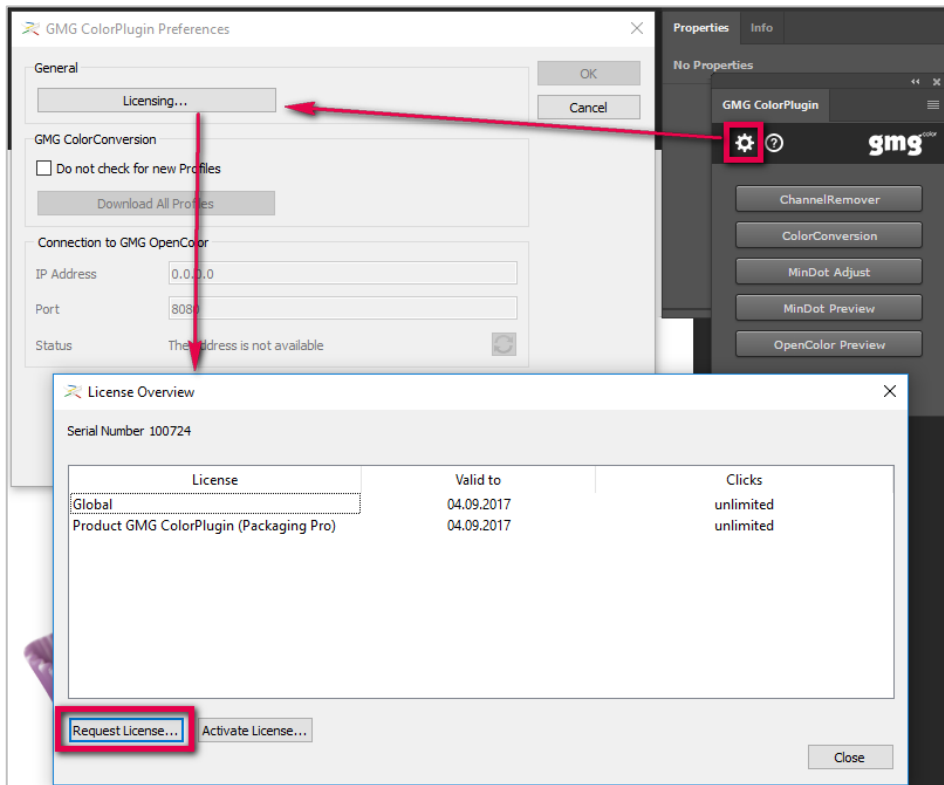 GMG ColorPlugin Preferences
General
Licensing...
OK
Cancel
GMG ColorConversion
Do not check for new Profiles
Download All Profiles
Connection to GMG OpenColor
IP Address 0.0.0.0
Port 8080
Status The address is not available
Properties Info
No Properties
GMG ColorPlugin
gmg color
ChannelRemover
ColorConversion
MinDot Adjust
MinDot Preview
OpenColor Preview
License Overview
Serial Number 100724
License Valid to Clicks
Global 04.09.2017 unlimited
Product GMG ColorPlugin (Packaging Pro) 04.09.2017 unlimited
Request License... Activate License...
Close